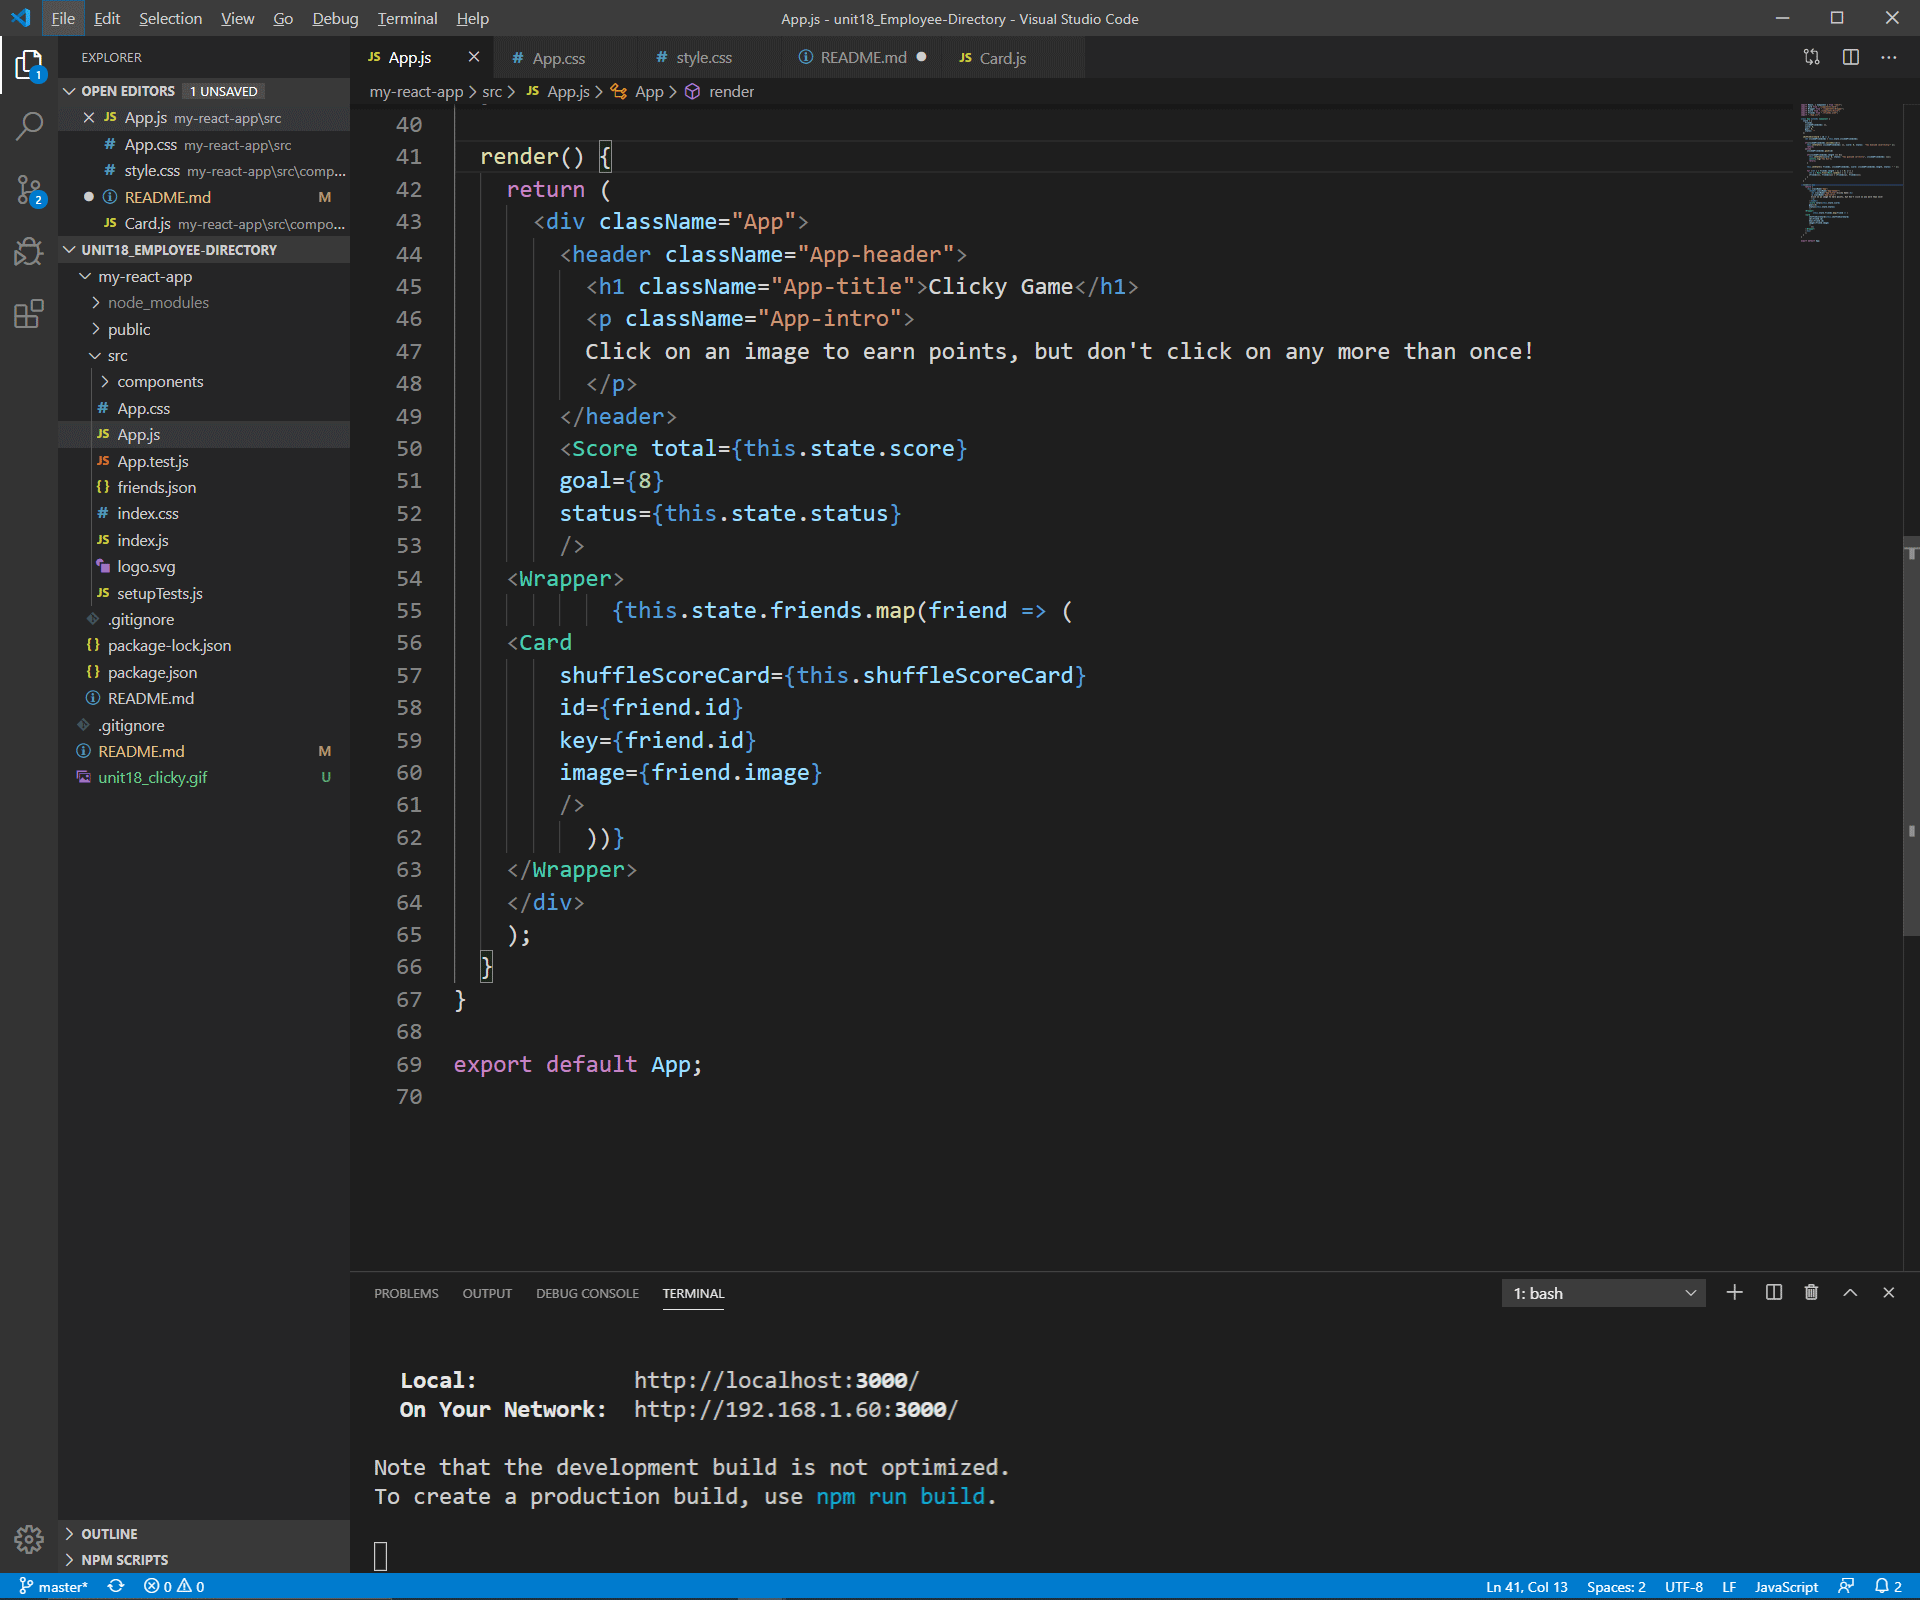 File Edit Selection View Go Debug Terminal Help
App.js - unit18_Employee-Directory - Visual Studio Code
EXPLORER
OPEN EDITORS 1 UNSAVED
JS App.js my-react-app\src
# App.css my-react-app\src
# style.css my-react-app\src\comp...
README.md M
JS Card.js my-react-app\src\compo...
UNIT18_EMPLOYEE-DIRECTORY
my-react-app
node_modules
public
src
components
# App.css
JS App.js
JS App.test.js
{} friends.json
# index.css
JS index.js
logo.svg
JS setupTests.js
.gitignore
{} package-lock.json
{} package.json
README.md
.gitignore
README.md M
unit18_clicky.gif U
OUTLINE
NPM SCRIPTS
1
2
JS App.js
# App.css
# style.css
README.md
JS Card.js
my-react-app > src > JS App.js > App > render
40
41 render() {
42 return (
43 <div className="App">
44 <header className="App-header">
45 <h1 className="App-title">Clicky Game</h1>
46 <p className="App-intro">
47 Click on an image to earn points, but don't click on any more than once!
48 </p>
49 </header>
50 <Score total={this.state.score}
51 goal={8}
52 status={this.state.status}
53 />
54 <Wrapper>
55 {this.state.friends.map(friend => (
56 <Card
57 shuffleScoreCard={this.shuffleScoreCard}
58 id={friend.id}
59 key={friend.id}
60 image={friend.image}
61 />
62 ))}
63 </Wrapper>
64 </div>
65 );
66 }
67 }
68
69 export default App;
70
PROBLEMS OUTPUT DEBUG CONSOLE TERMINAL
1: bash
Local: http://localhost:3000/
On Your Network: http://192.168.1.60:3000/
Note that the development build is not optimized.
To create a production build, use npm run build.
master* 0 0
Ln 41, Col 13 Spaces: 2 UTF-8 LF JavaScript 2